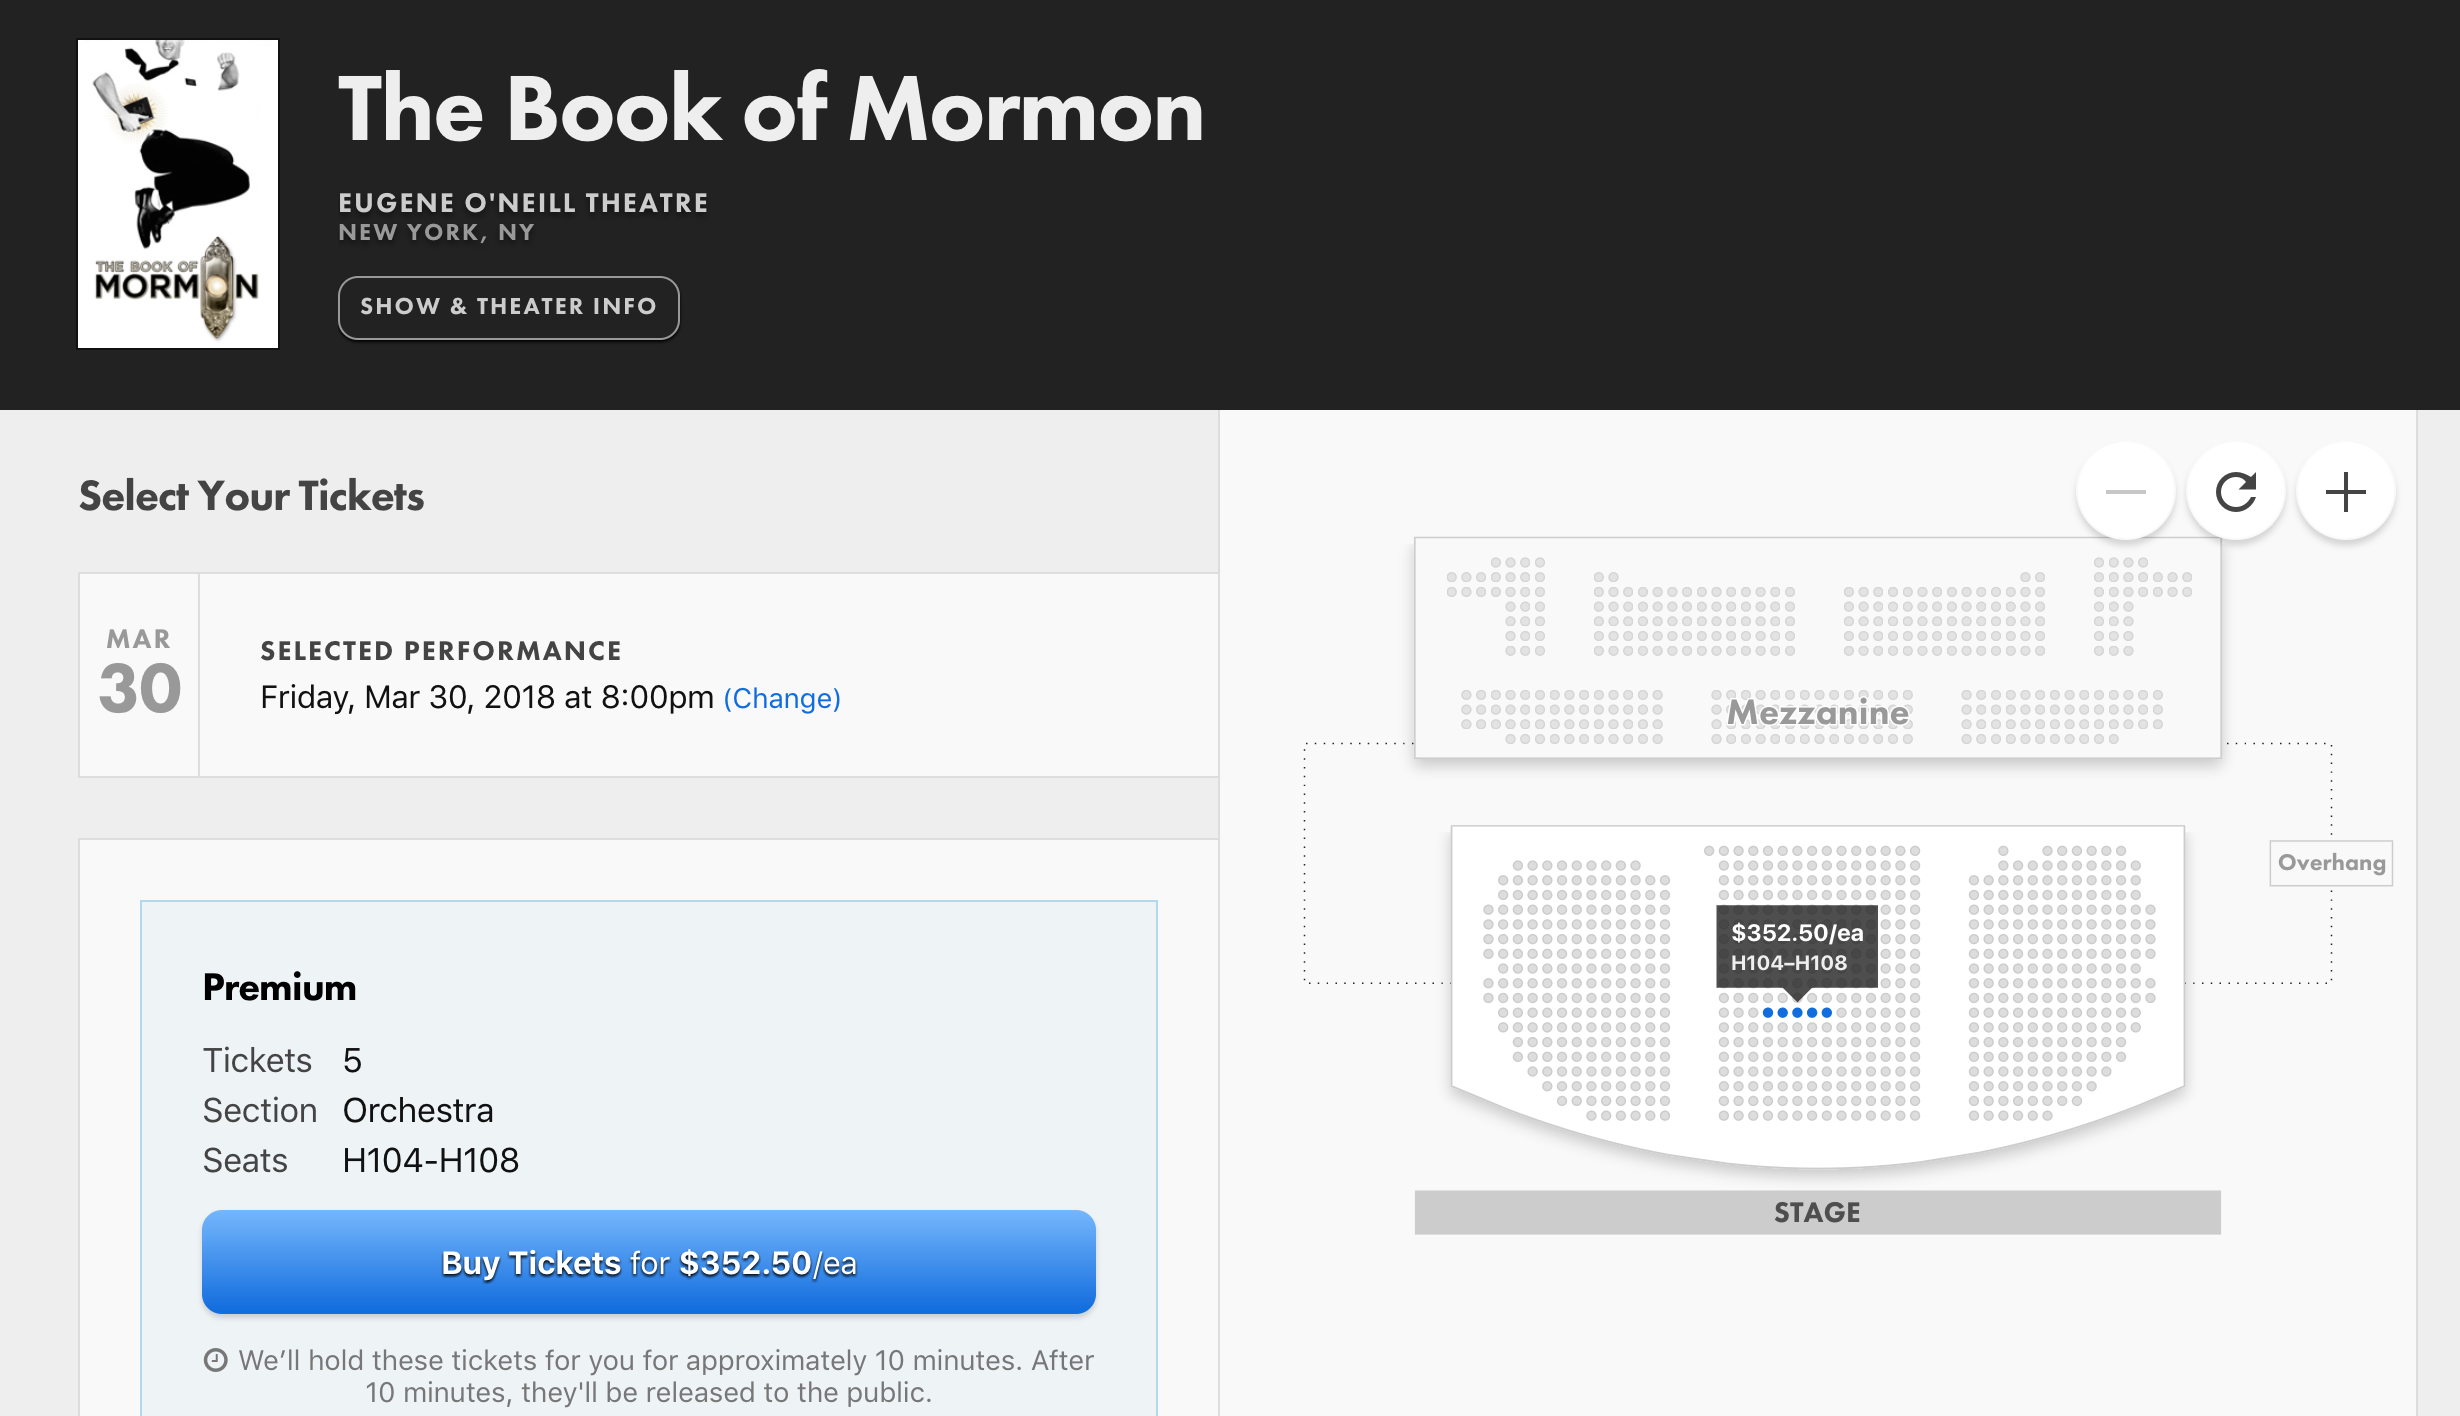 THE BOOK OF
MORMON
The Book of Mormon
EUGENE O'NEILL THEATRE
NEW YORK, NY
SHOW & THEATER INFO
Select Your Tickets
MAR
30
SELECTED PERFORMANCE
Friday, Mar 30, 2018 at 8:00pm (Change)
Premium
Tickets 5
Section Orchestra
Seats H104-H108
Buy Tickets for $352.50/ea
We’ll hold these tickets for you for approximately 10 minutes. After
10 minutes, they'll be released to the public.
Mezzanine
Overhang
$352.50/ea
H104–H108
STAGE